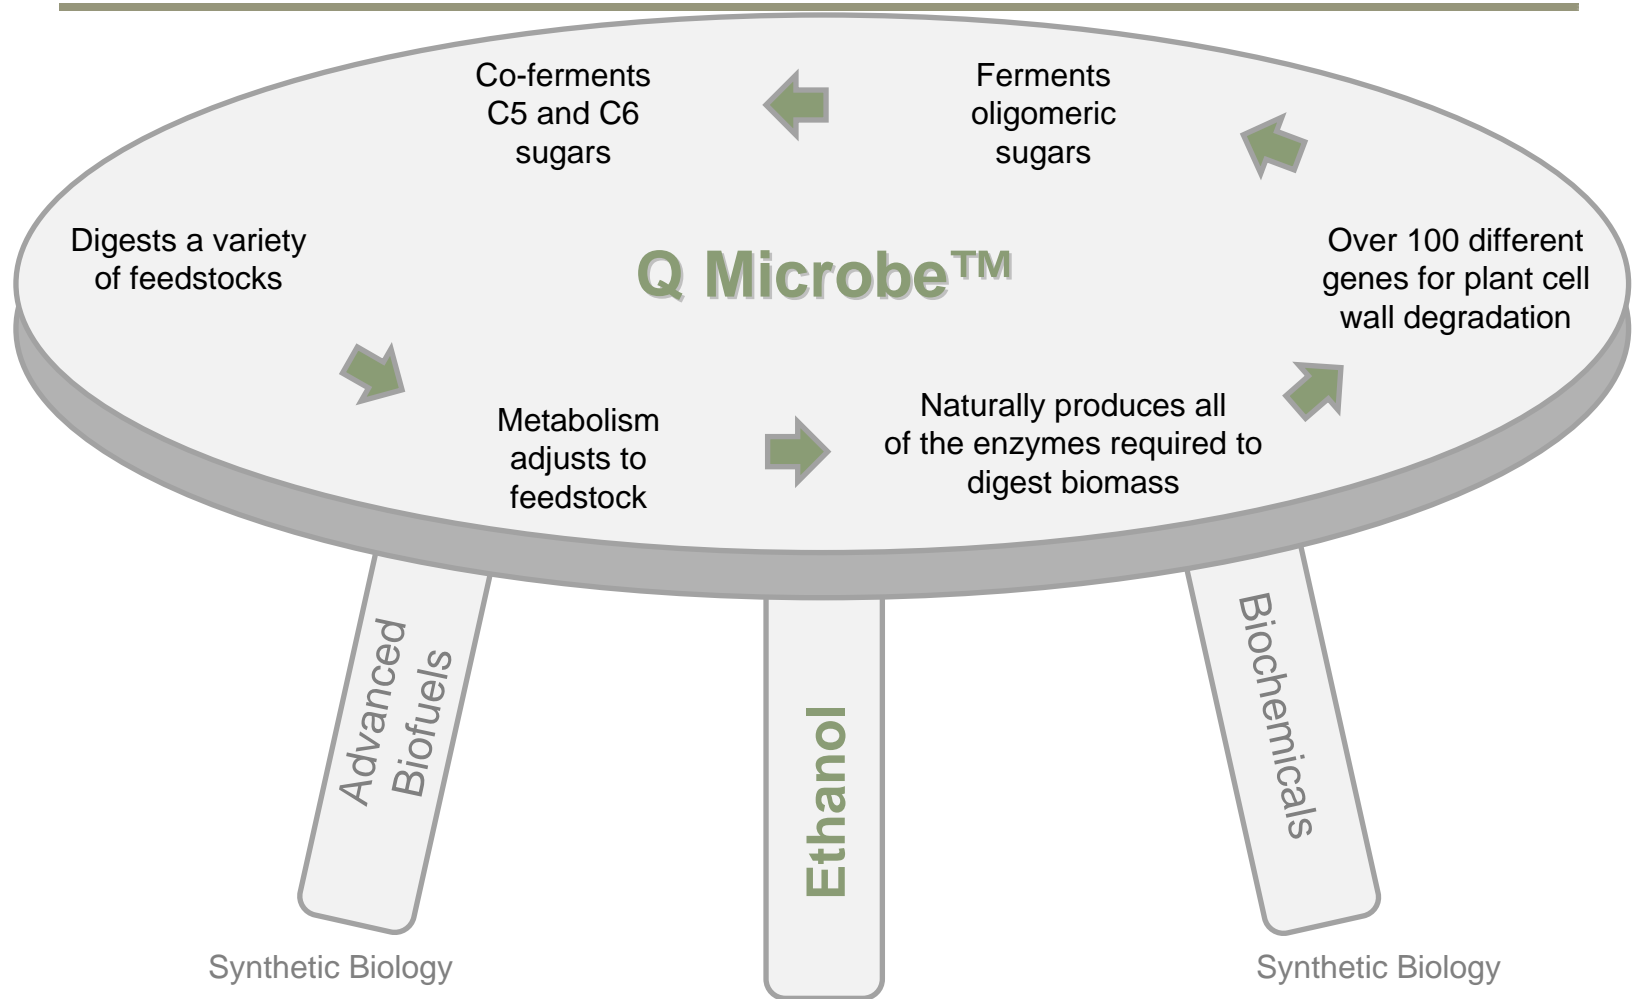 Co-ferments
C5 and C6
sugars
Ferments
oligomeric
sugars
Digests a variety
of feedstocks
Q Microbe™
Over 100 different
genes for plant cell
wall degradation
Metabolism
adjusts to
feedstock
Naturally produces all
of the enzymes required to
digest biomass
Advanced
Biofuels
Ethanol
Biochemicals
Synthetic Biology
Synthetic Biology